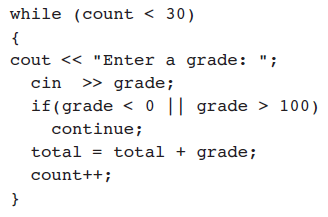 while (count < 30)
{
cout << "Enter a grade: ";
  cin  >> grade;
  if(grade < 0 || grade > 100)
    continue;
  total = total + grade;
  count++;
}